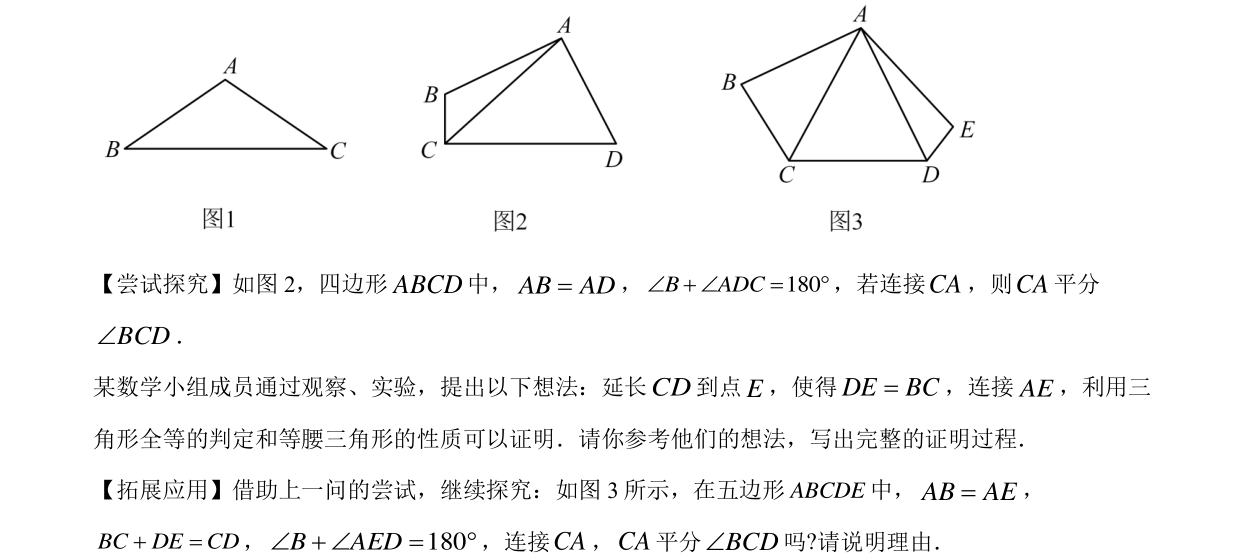 A
B
C
图1
A
B
C
D
图2
A
B
C
D
E
图3
【尝试探究】如图 2，四边形 ABCD 中， AB = AD ，∠B + ∠ADC = 180°，若连接 CA ，则 CA 平分
∠BCD .
某数学小组成员通过观察、实验，提出以下想法：延长 CD 到点 E ，使得 DE = BC ，连接 AE ，利用三
角形全等的判定和等腰三角形的性质可以证明．请你参考他们的想法，写出完整的证明过程．
【拓展应用】借助上一问的尝试，继续探究：如图 3 所示，在五边形 ABCDE 中， AB = AE ，
BC + DE = CD ，∠B + ∠AED = 180° ，连接 CA ，CA 平分 ∠BCD 吗?请说明理由．